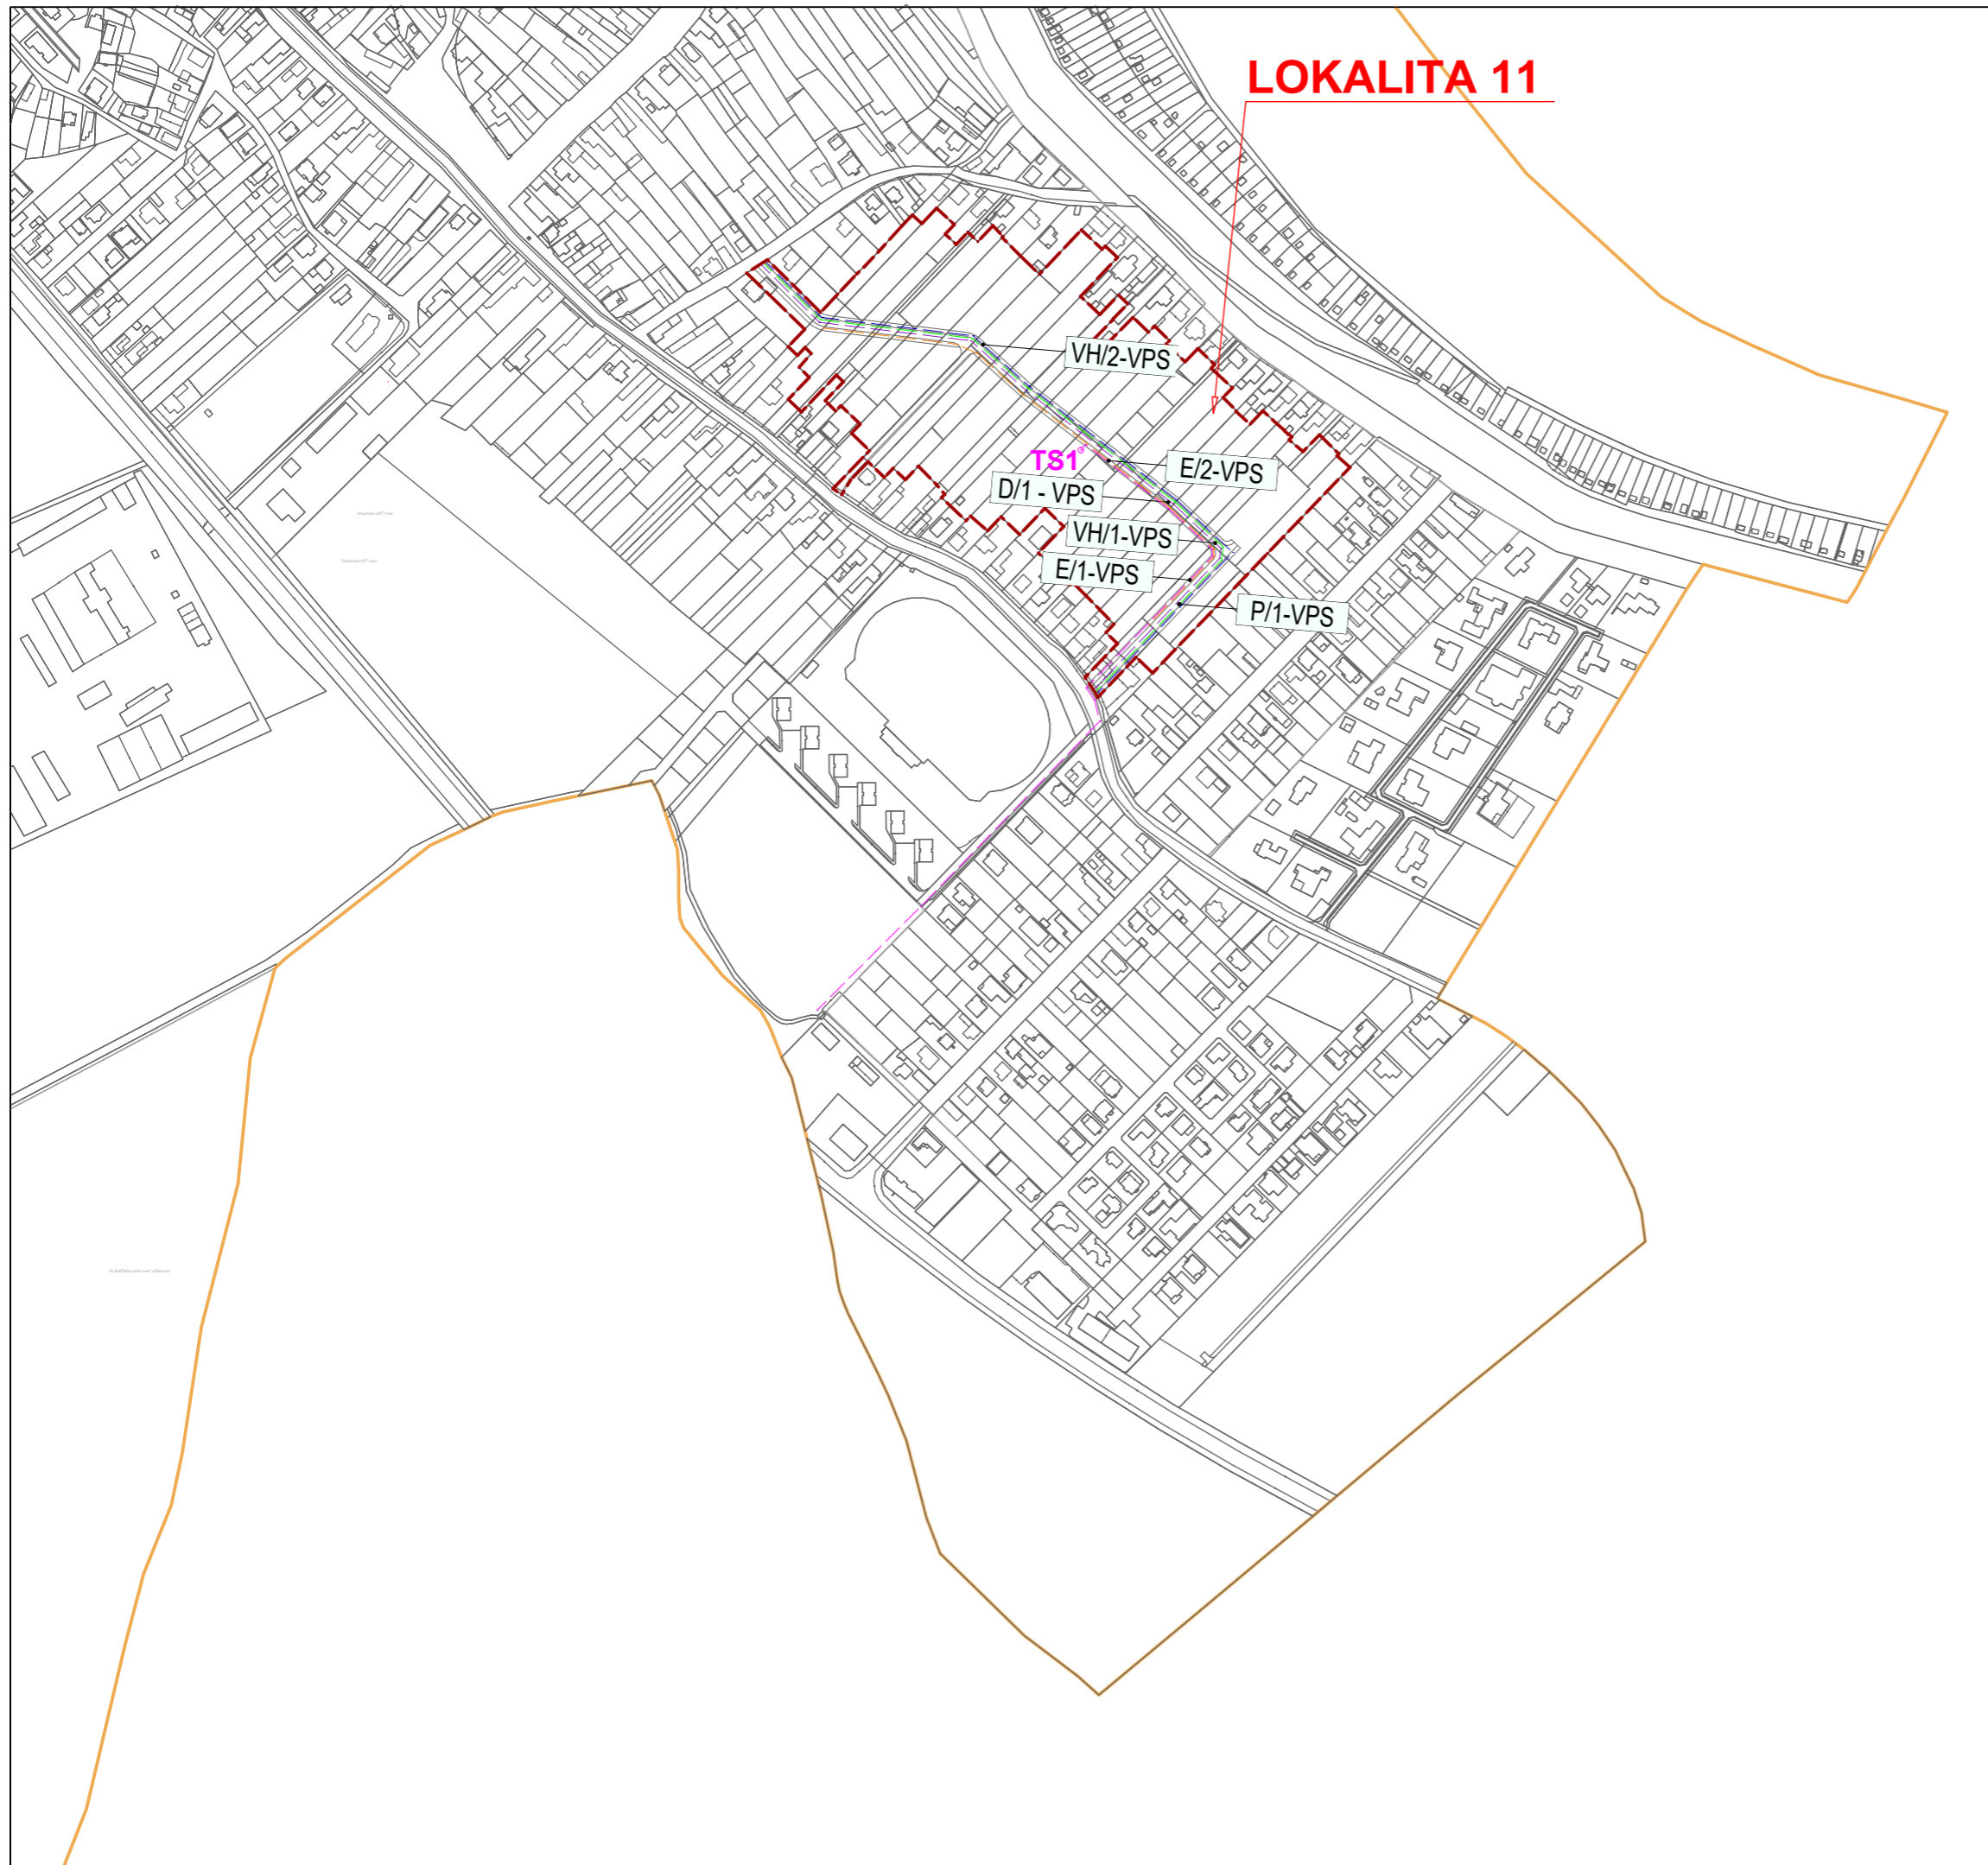 LOKALITA 11
VH/2-VPS
TS1
E/2-VPS
D/1 - VPS
VH/1-VPS
E/1-VPS
P/1-VPS